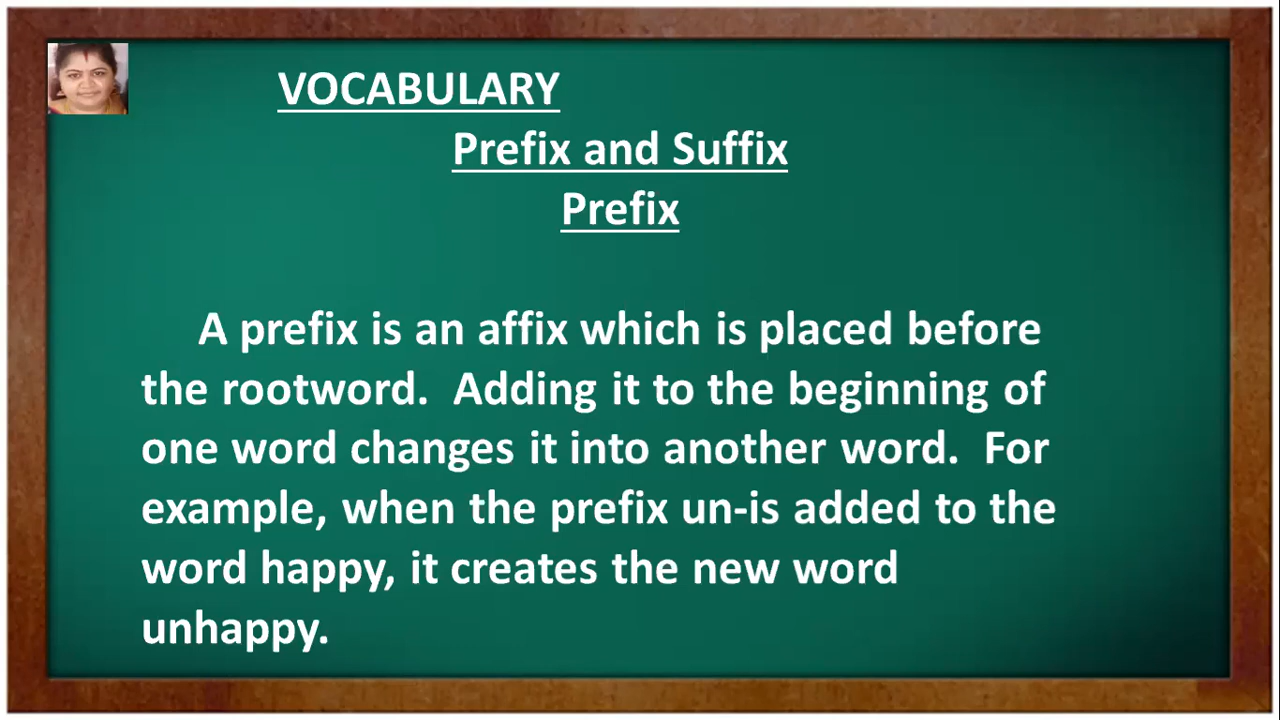 VOCABULARY
Prefix and Suffix
Prefix
A prefix is an affix which is placed before
the rootword.  Adding it to the beginning of
one word changes it into another word.  For
example, when the prefix un-is added to the
word happy, it creates the new word
unhappy.